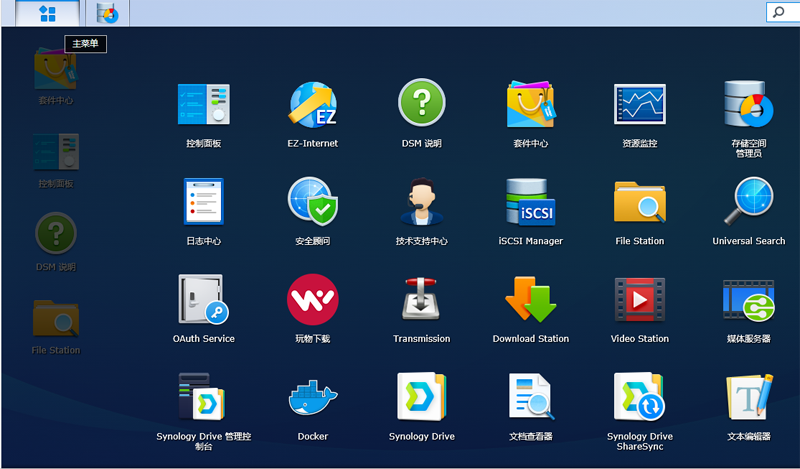 主菜单
套件中心
控制面板
DSM 说明
File Station
控制面板
EZ
EZ-Internet
DSM 说明
套件中心
资源监控
存储空间
管理员
日志中心
安全顾问
技术支持中心
iSCSI
iSCSI Manager
File Station
Universal Search
OAuth Service
玩物下载
Transmission
Download Station
Video Station
媒体服务器
Synology Drive 管理控
制台
Docker
Synology Drive
文档查看器
Synology Drive
ShareSync
T
文本编辑器